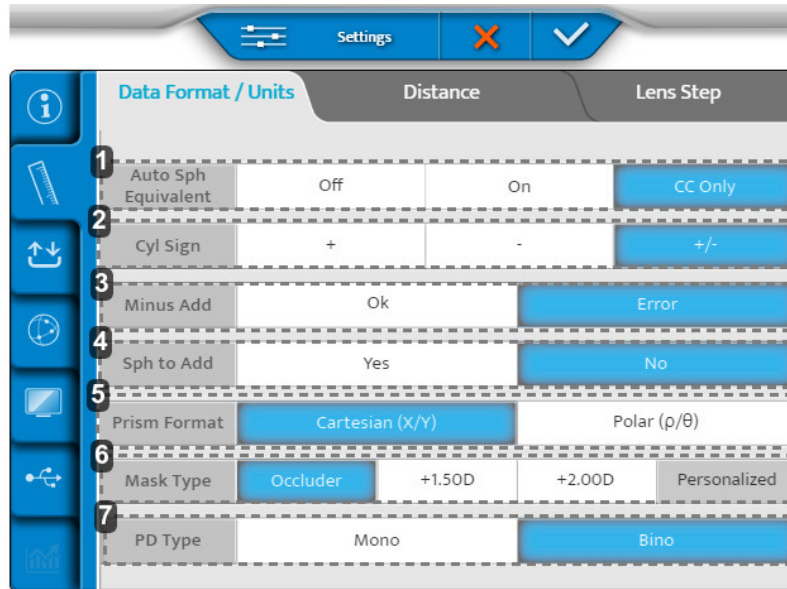 Settings
Data Format / Units Distance Lens Step
1
Auto Sph Equivalent Off On CC Only
2
Cyl Sign + - +/-
3
Minus Add Ok Error
4
Sph to Add Yes No
5
Prism Format Cartesian (X/Y) Polar (ρ/θ)
6
Mask Type Occluder +1.50D +2.00D Personalized
7
PD Type Mono Bino